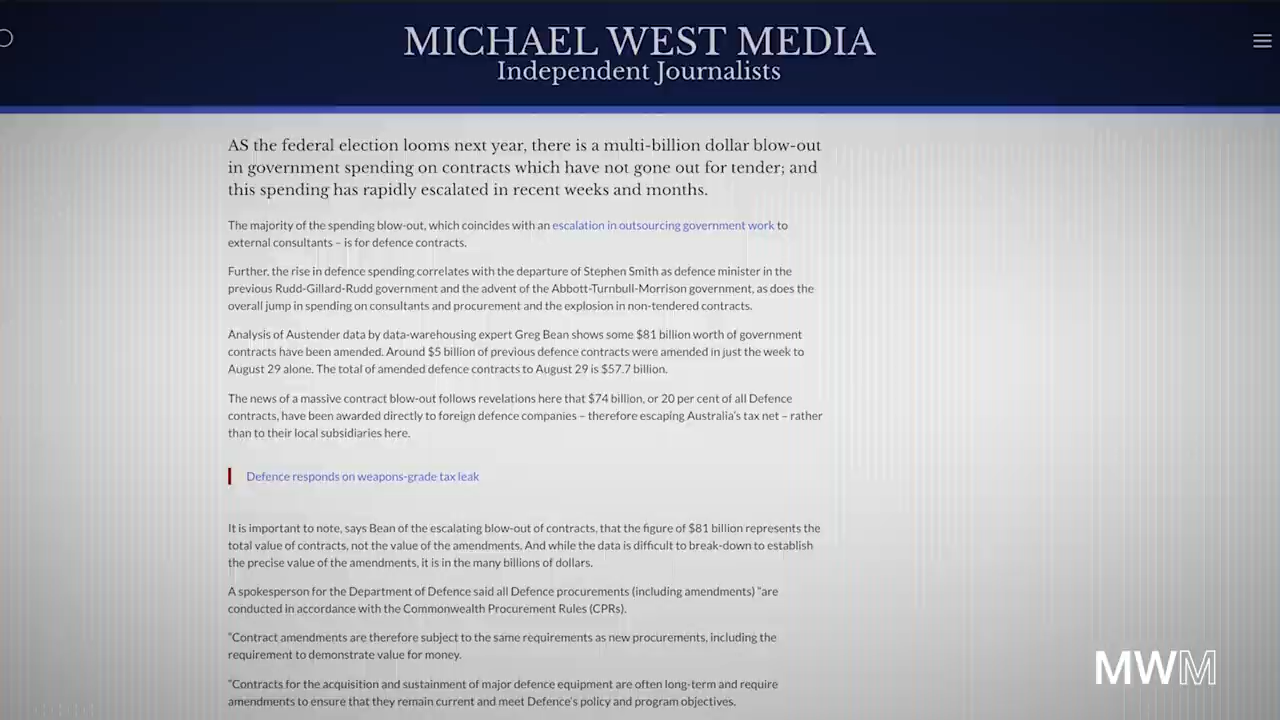 MICHAEL WEST MEDIA
Independent Journalists
AS the federal election looms next year, there is a multi-billion dollar blow-out
in government spending on contracts which have not gone out for tender; and
this spending has rapidly escalated in recent weeks and months.
The majority of the spending blow-out, which coincides with an escalation in outsourcing government work to
external consultants – is for defence contracts.
Further, the rise in defence spending correlates with the departure of Stephen Smith as defence minister in the
previous Rudd-Gillard-Rudd government and the advent of the Abbott-Turnbull-Morrison government, as does the
overall jump in spending on consultants and procurement and the explosion in non-tendered contracts.
Analysis of Austender data by data-warehousing expert Greg Bean shows some $81 billion worth of government
contracts have been amended. Around $5 billion of previous defence contracts were amended in just the week to
August 29 alone. The total of amended defence contracts to August 29 is $57.7 billion.
The news of a massive contract blow-out follows revelations here that $74 billion, or 20 per cent of all Defence
contracts, have been awarded directly to foreign defence companies – therefore escaping Australia's tax net – rather
than to their local subsidiaries here.
Defence responds on weapons-grade tax leak
It is important to note, says Bean of the escalating blow-out of contracts, that the figure of $81 billion represents the
total value of contracts, not the value of the amendments. And while the data is difficult to break-down to establish
the precise value of the amendments, it is in the many billions of dollars.
A spokesperson for the Department of Defence said all Defence procurements (including amendments) "are
conducted in accordance with the Commonwealth Procurement Rules (CPRs).
"Contract amendments are therefore subject to the same requirements as new procurements, including the
requirement to demonstrate value for money.
"Contracts for the acquisition and sustainment of major defence equipment are often long-term and require
amendments to ensure that they remain current and meet Defence's policy and program objectives.
MWM